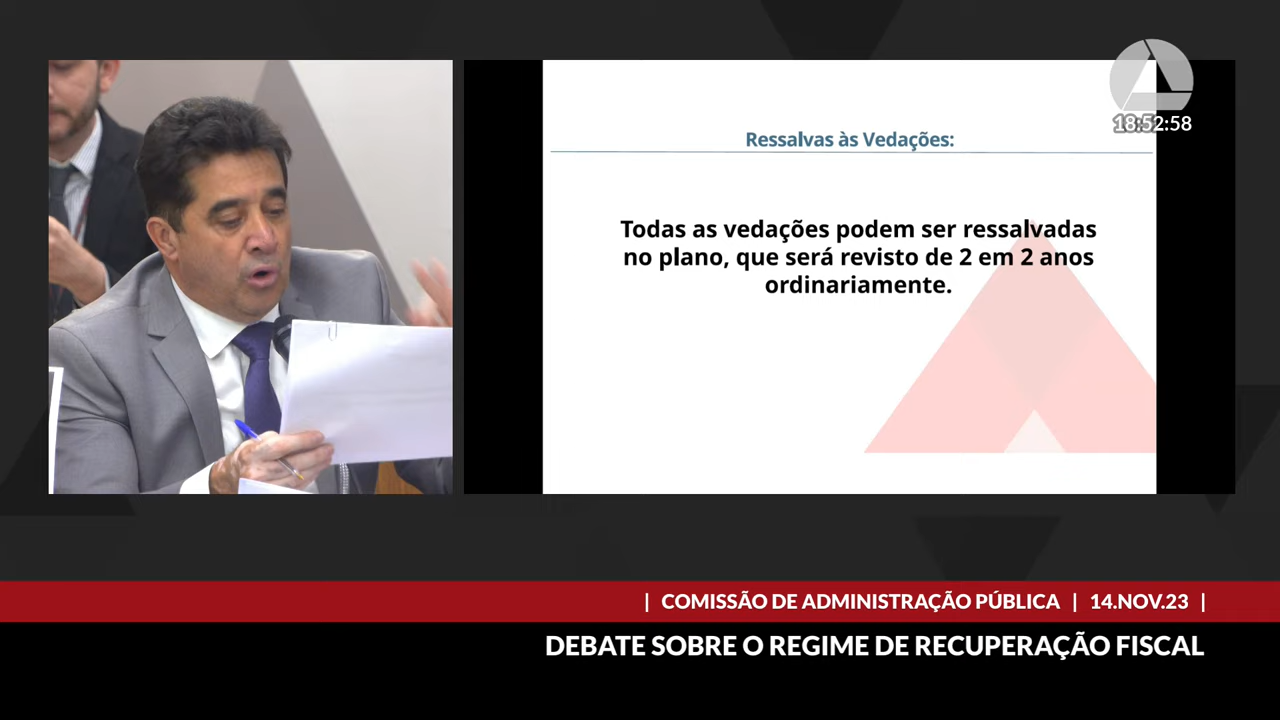 18:52:58
Ressalvas às Vedações:
Todas as vedações podem ser ressalvadas
no plano, que será revisto de 2 em 2 anos
ordinariamente.
| COMISSÃO DE ADMINISTRAÇÃO PÚBLICA | 14.NOV.23 |
DEBATE SOBRE O REGIME DE RECUPERAÇÃO FISCAL